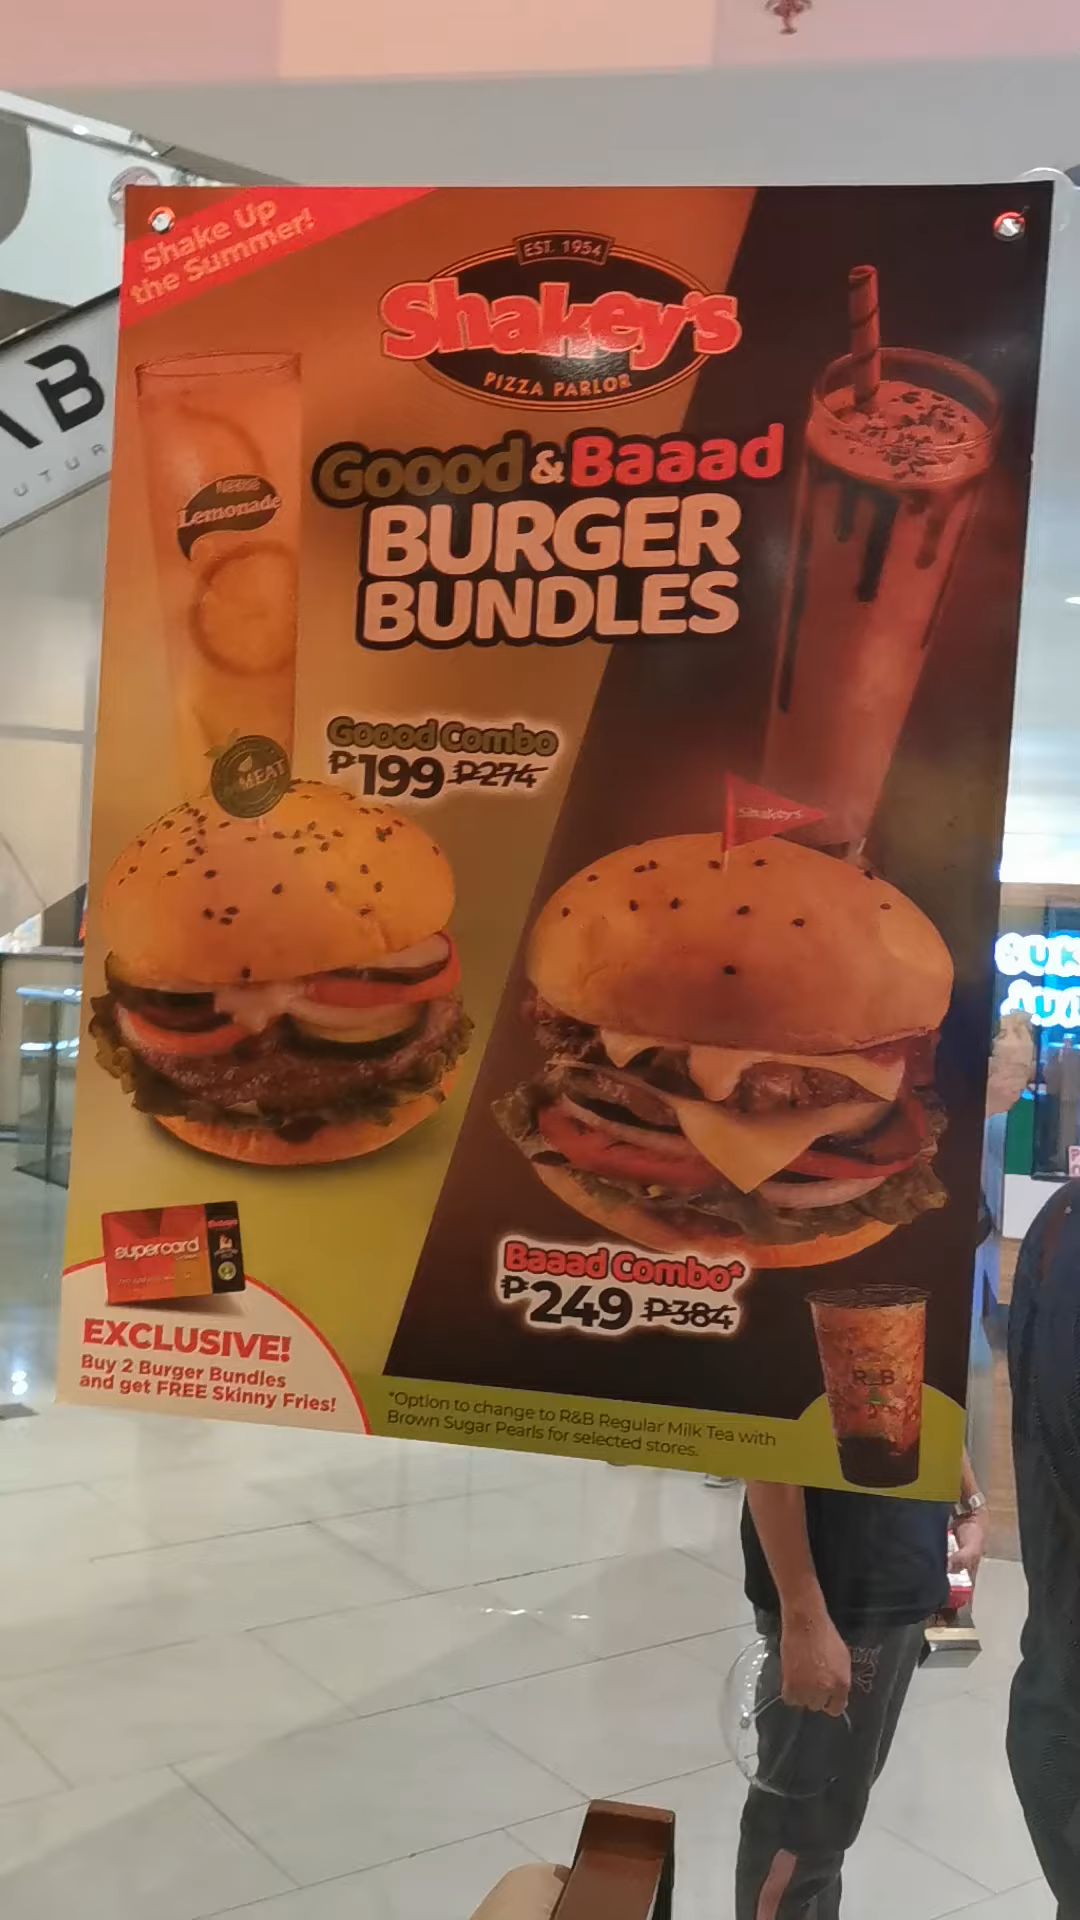 Shake Up
the Summer!
EST. 1954
Shakey's
PIZZA PARLOR
Goood & Baaad
BURGER
BUNDLES
Nestlé
Lemonade
Goood Combo
₱199 ₱274
MEAT
Shakey's
supercard
Baaad Combo*
₱249 ₱384
EXCLUSIVE!
Buy 2 Burger Bundles
and get FREE Skinny Fries!
*Option to change to R&B Regular Milk Tea with
Brown Sugar Pearls for selected stores.
R&B